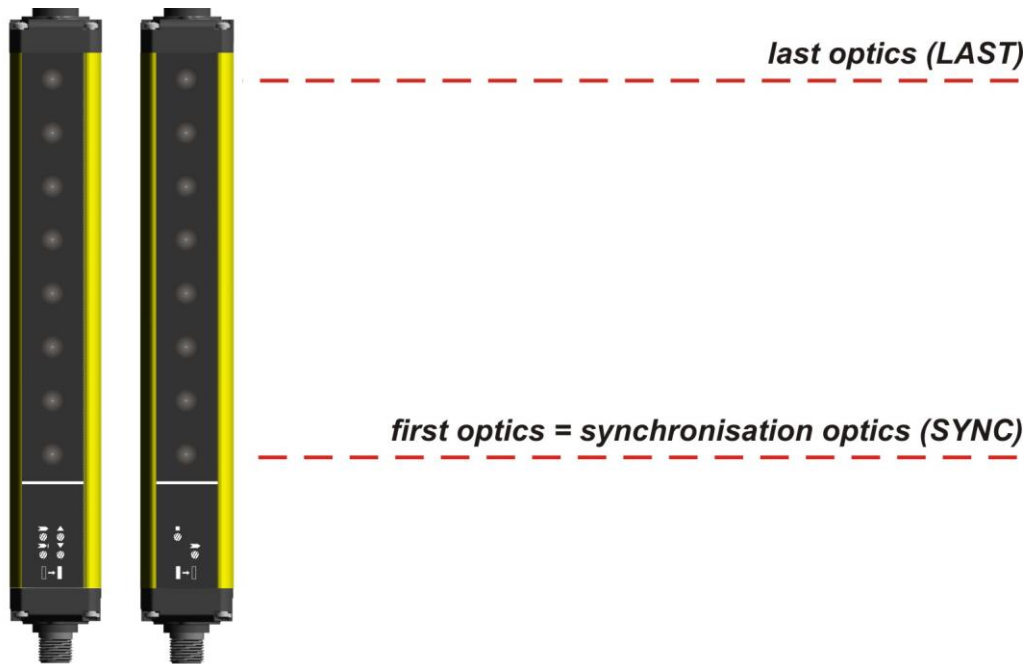 last optics (LAST)
first optics = synchronisation optics (SYNC)